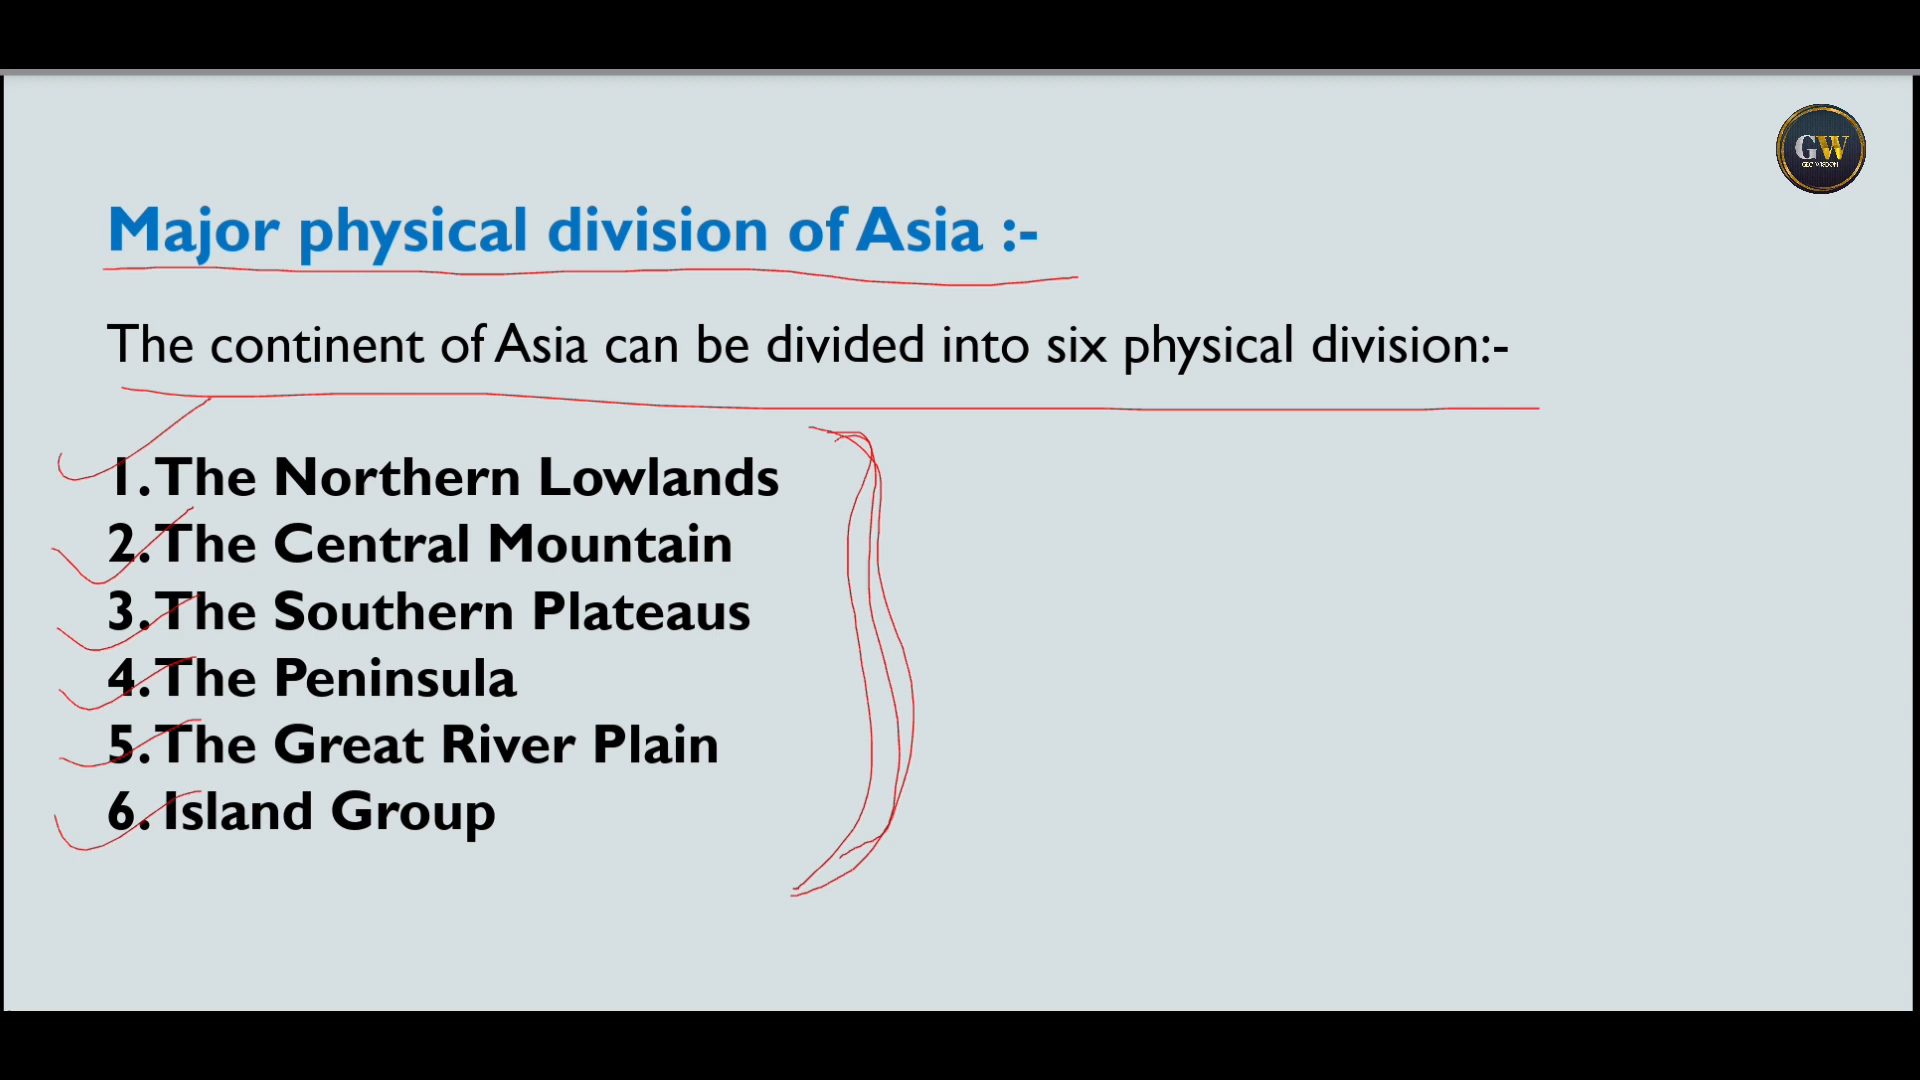 GW
GEO WISDOM
Major physical division of Asia :-
The continent of Asia can be divided into six physical division:-
1. The Northern Lowlands
2. The Central Mountain
3. The Southern Plateaus
4. The Peninsula
5. The Great River Plain
6. Island Group